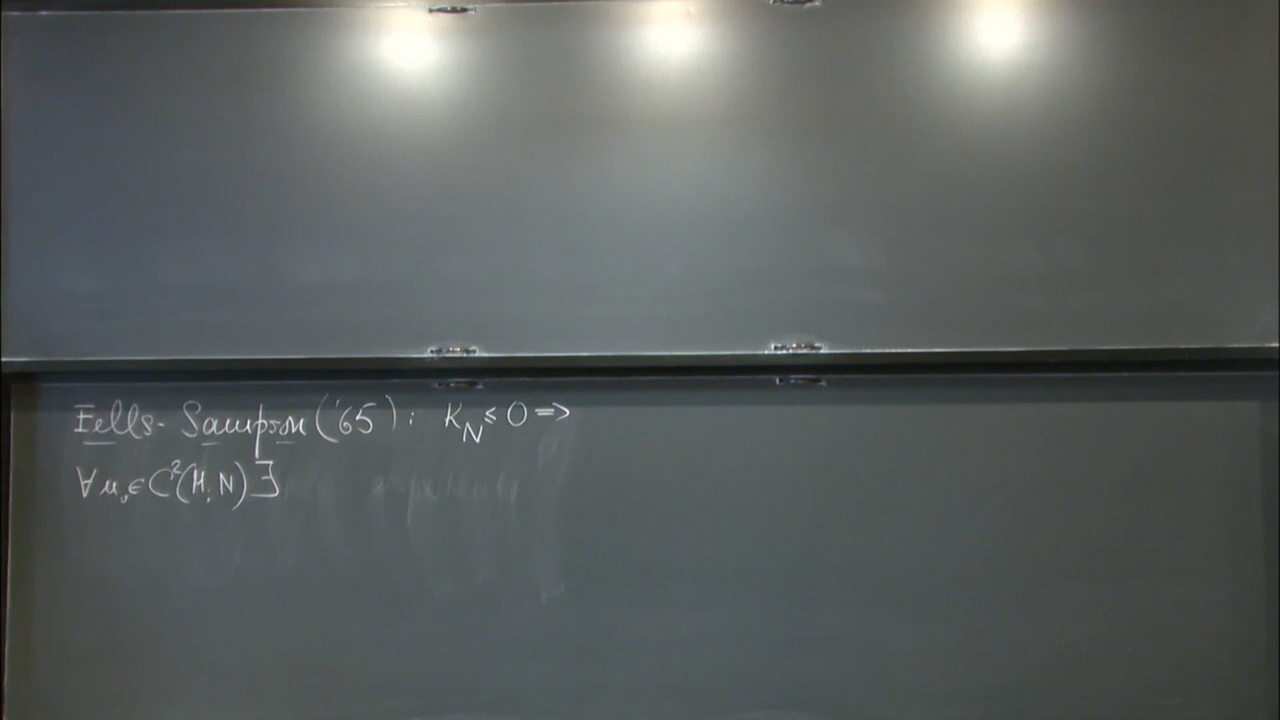 Eells-Sampson ('65): K_N ≤ 0 =>
∀ u₀ ∈ C²(M, N) ∃